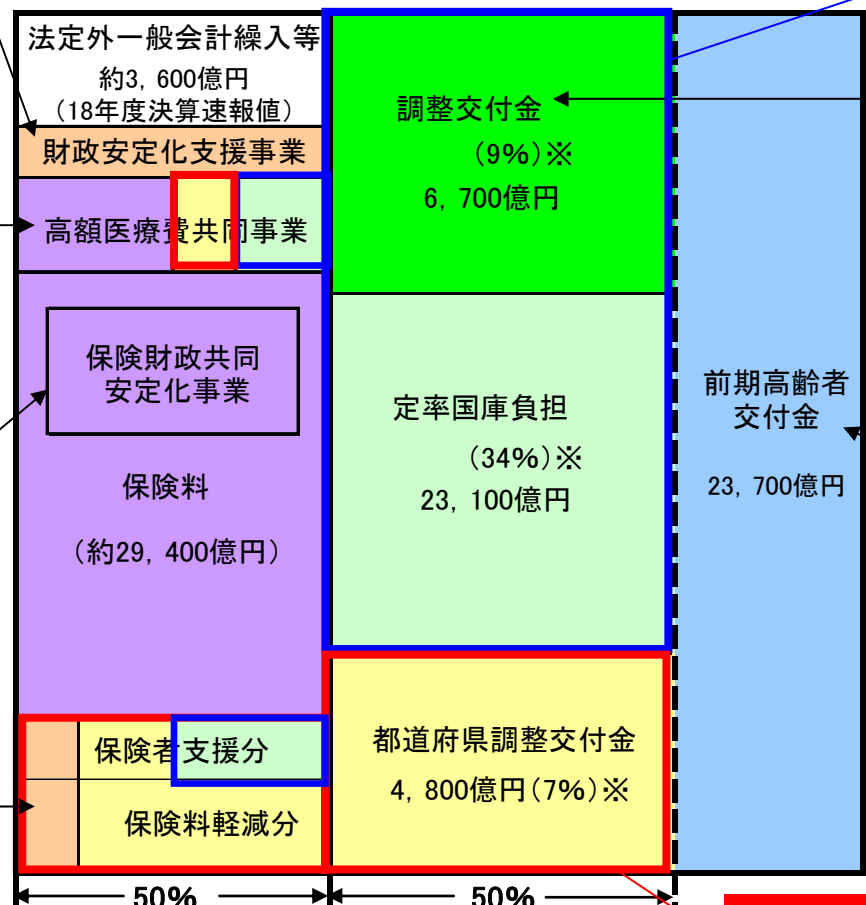 法定外一般会計繰入等
約3,600億円
(18年度決算速報値)
財政安定化支援事業
高額医療費共同事業
保険財政共同
安定化事業
保険料
(約29,400億円)
保険者支援分
保険料軽減分
調整交付金
(9%)※
6,700億円
定率国庫負担
(34%)※
23,100億円
都道府県調整交付金
4,800億円(7%)※
前期高齢者
交付金
23,700億円
50%
50%